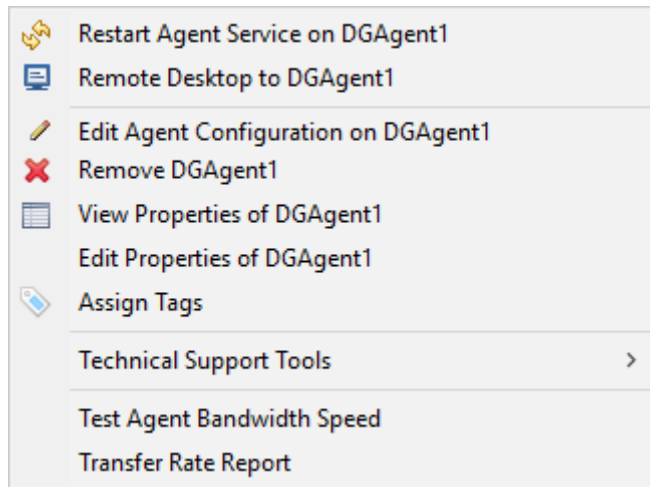 Restart Agent Service on DGAgent1
Remote Desktop to DGAgent1
Edit Agent Configuration on DGAgent1
Remove DGAgent1
View Properties of DGAgent1
Edit Properties of DGAgent1
Assign Tags
Technical Support Tools
Test Agent Bandwidth Speed
Transfer Rate Report